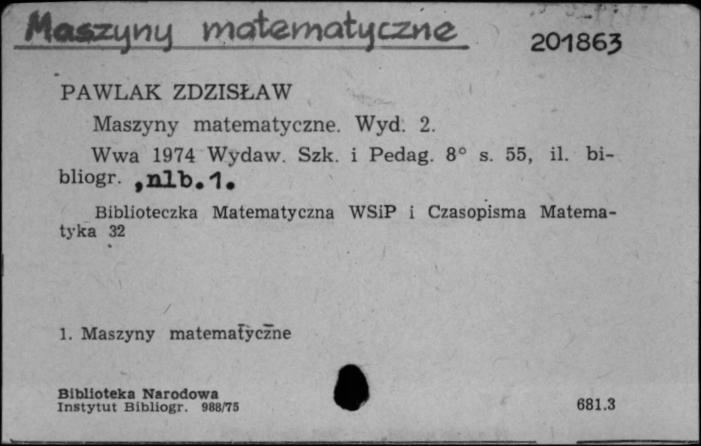 Maszyny matematyczne
201863
PAWLAK ZDZISŁAW
Maszyny matematyczne. Wyd. 2.
Wwa 1974 Wydaw. Szk. i Pedag. 8° s. 55, il. bi-
bliogr. , nlb. 1.
Biblioteczka Matematyczna WSiP i Czasopisma Matema-
tyka 32
1. Maszyny matematyczne
Biblioteka Narodowa
Instytut Bibliogr. 988/75
681.3